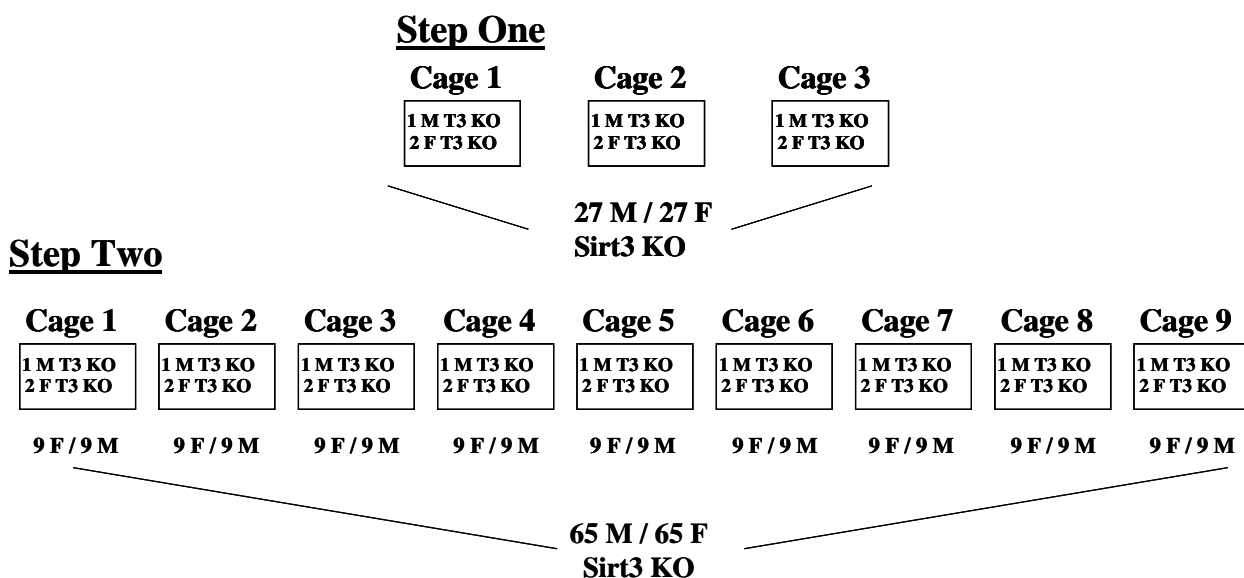 Step One
Cage 1 Cage 2 Cage 3
1 M T3 KO 1 M T3 KO 1 M T3 KO
2 F T3 KO 2 F T3 KO 2 F T3 KO
27 M / 27 F
Sirt3 KO
Step Two
Cage 1 Cage 2 Cage 3 Cage 4 Cage 5 Cage 6 Cage 7 Cage 8 Cage 9
1 M T3 KO 1 M T3 KO 1 M T3 KO 1 M T3 KO 1 M T3 KO 1 M T3 KO 1 M T3 KO 1 M T3 KO 1 M T3 KO
2 F T3 KO 2 F T3 KO 2 F T3 KO 2 F T3 KO 2 F T3 KO 2 F T3 KO 2 F T3 KO 2 F T3 KO 2 F T3 KO
9 F / 9 M 9 F / 9 M 9 F / 9 M 9 F / 9 M 9 F / 9 M 9 F / 9 M 9 F / 9 M 9 F / 9 M 9 F / 9 M
65 M / 65 F
Sirt3 KO